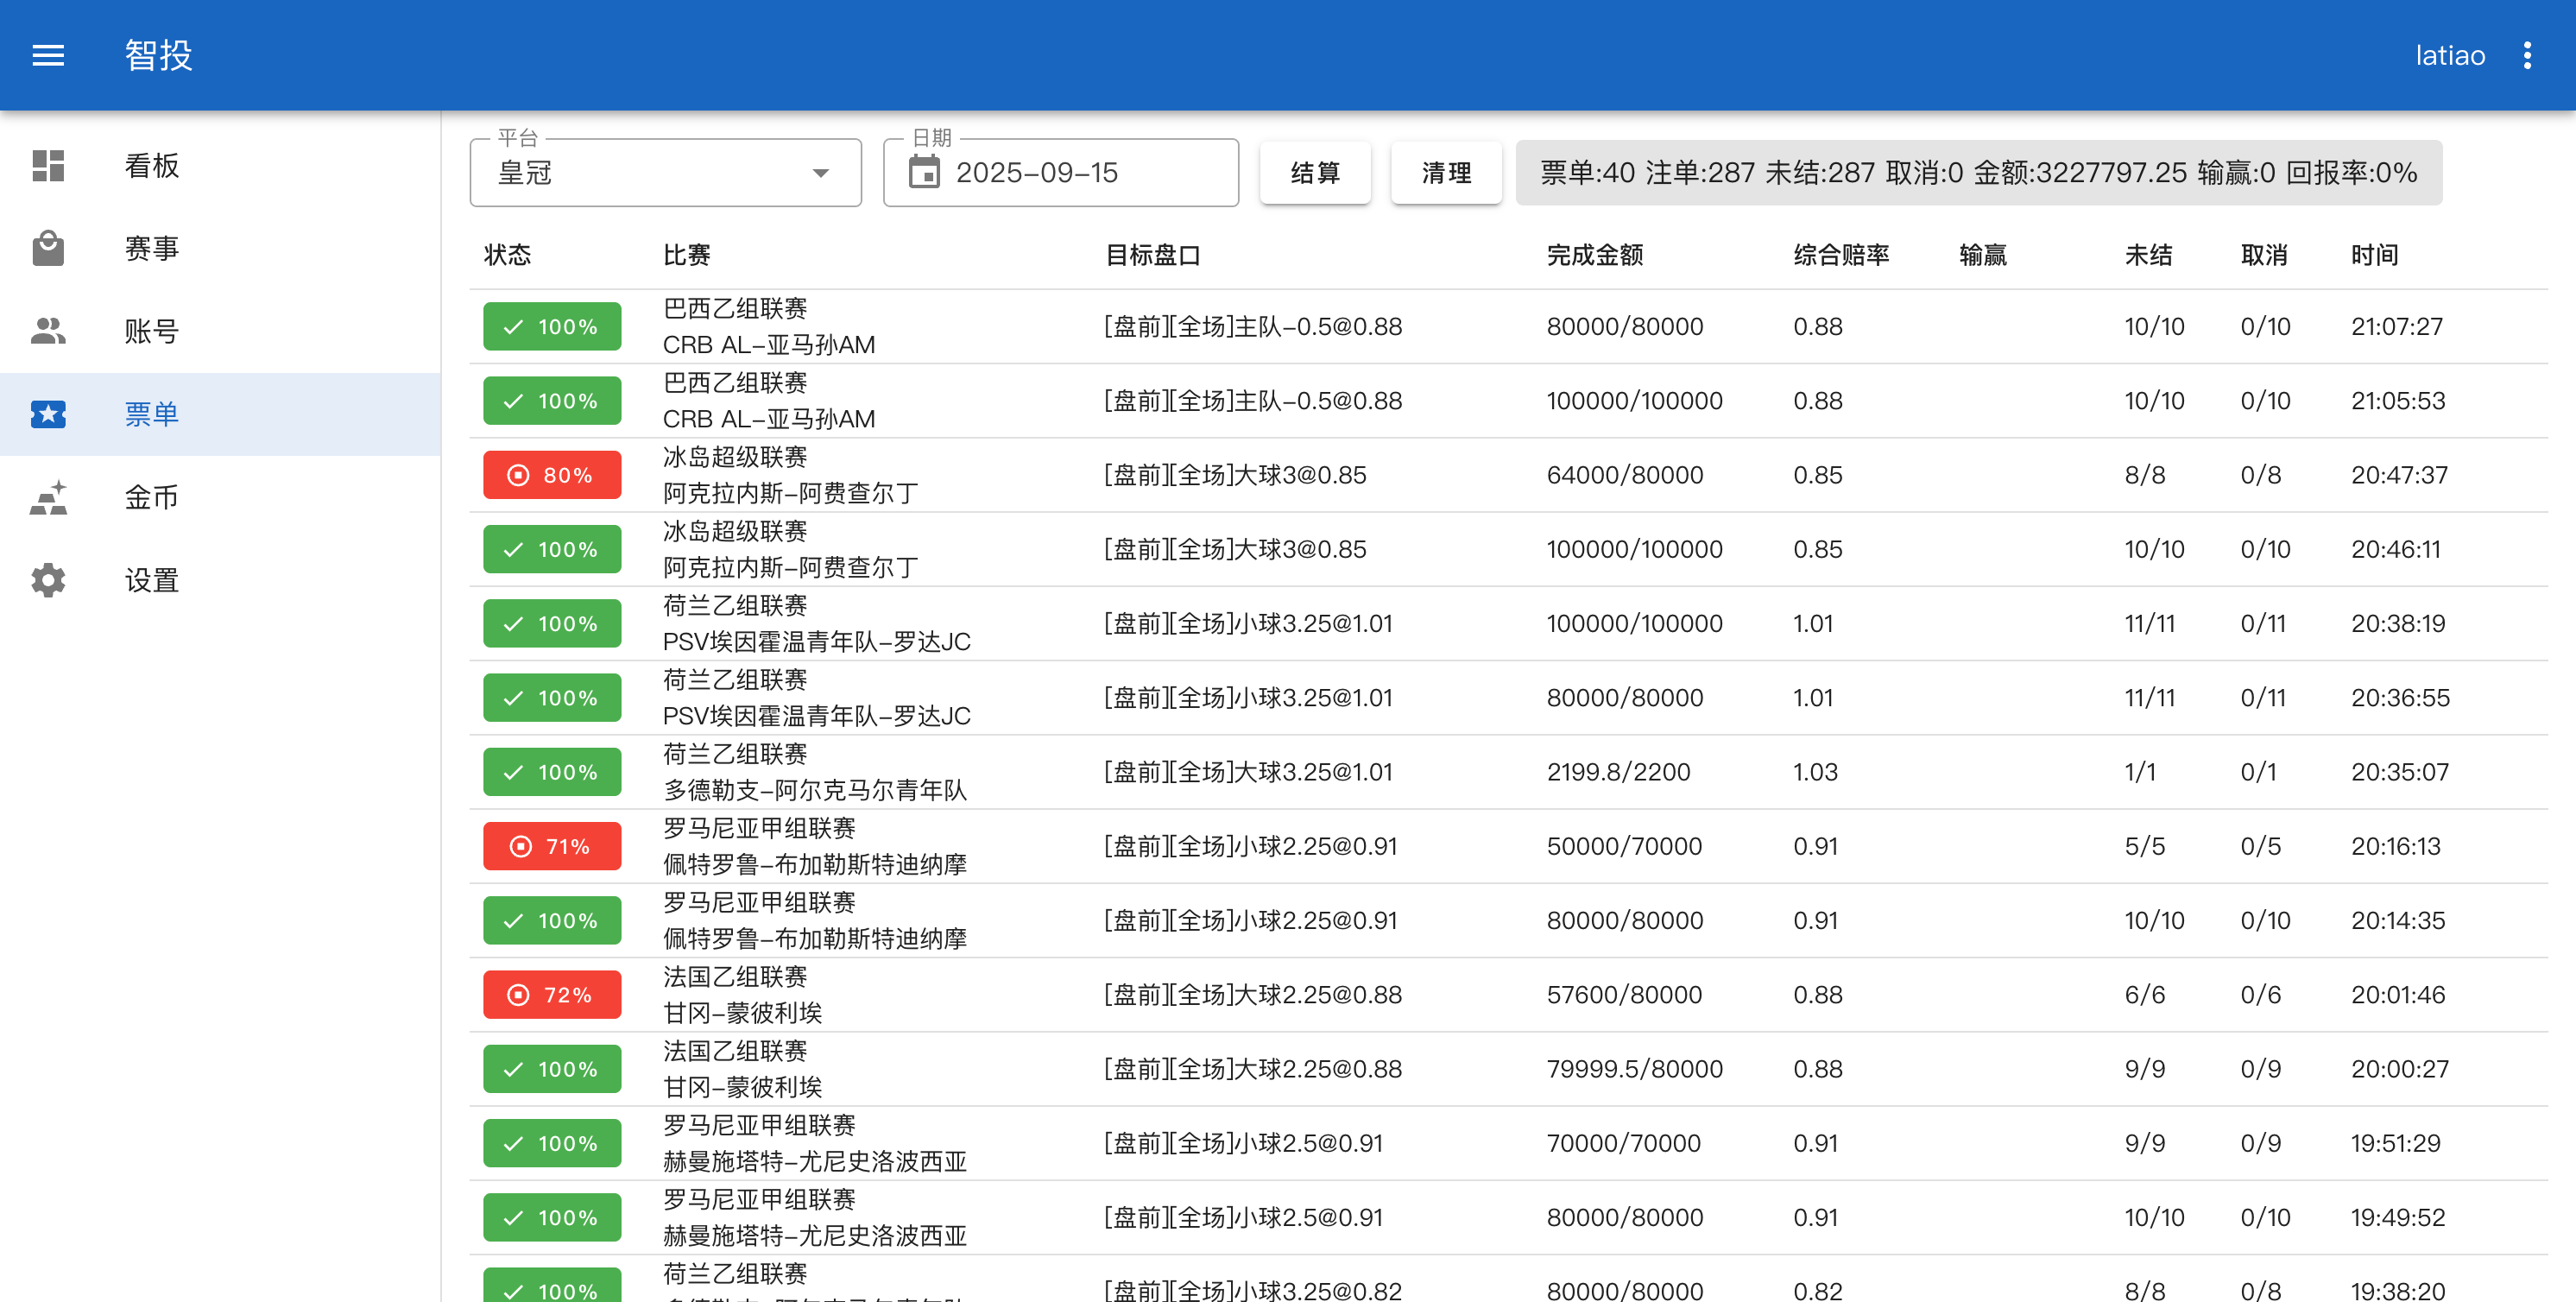 智投
latiao
看板
赛事
账号
票单
金币
设置
平台
皇冠
日期
2025-09-15
结算
清理
票单:40 注单:287 未结:287 取消:0 金额:3227797.25 输赢:0 回报率:0%
状态 比赛 目标盘口 完成金额 综合赔率 输赢 未结 取消 时间
巴西乙组联赛
100% CRB AL-亚马孙AM [盘前][全场]主队-0.5@0.88 80000/80000 0.88 10/10 0/10 21:07:27
巴西乙组联赛
100% CRB AL-亚马孙AM [盘前][全场]主队-0.5@0.88 100000/100000 0.88 10/10 0/10 21:05:53
冰岛超级联赛
80% 阿克拉内斯-阿费查尔丁 [盘前][全场]大球3@0.85 64000/80000 0.85 8/8 0/8 20:47:37
冰岛超级联赛
100% 阿克拉内斯-阿费查尔丁 [盘前][全场]大球3@0.85 100000/100000 0.85 10/10 0/10 20:46:11
荷兰乙组联赛
100% PSV埃因霍温青年队-罗达JC [盘前][全场]小球3.25@1.01 100000/100000 1.01 11/11 0/11 20:38:19
荷兰乙组联赛
100% PSV埃因霍温青年队-罗达JC [盘前][全场]小球3.25@1.01 80000/80000 1.01 11/11 0/11 20:36:55
荷兰乙组联赛
100% 多德勒支-阿尔克马尔青年队 [盘前][全场]大球3.25@1.01 2199.8/2200 1.03 1/1 0/1 20:35:07
罗马尼亚甲组联赛
71% 佩特罗鲁-布加勒斯特迪纳摩 [盘前][全场]小球2.25@0.91 50000/70000 0.91 5/5 0/5 20:16:13
罗马尼亚甲组联赛
100% 佩特罗鲁-布加勒斯特迪纳摩 [盘前][全场]小球2.25@0.91 80000/80000 0.91 10/10 0/10 20:14:35
法国乙组联赛
72% 甘冈-蒙彼利埃 [盘前][全场]大球2.25@0.88 57600/80000 0.88 6/6 0/6 20:01:46
法国乙组联赛
100% 甘冈-蒙彼利埃 [盘前][全场]大球2.25@0.88 79999.5/80000 0.88 9/9 0/9 20:00:27
罗马尼亚甲组联赛
100% 赫曼施塔特-尤尼史洛波西亚 [盘前][全场]小球2.5@0.91 70000/70000 0.91 9/9 0/9 19:51:29
罗马尼亚甲组联赛
100% 赫曼施塔特-尤尼史洛波西亚 [盘前][全场]小球2.5@0.91 80000/80000 0.91 10/10 0/10 19:49:52
荷兰乙组联赛
100% [盘前][全场]小球3.25@0.82 80000/80000 0.82 8/8 0/8 19:38:20